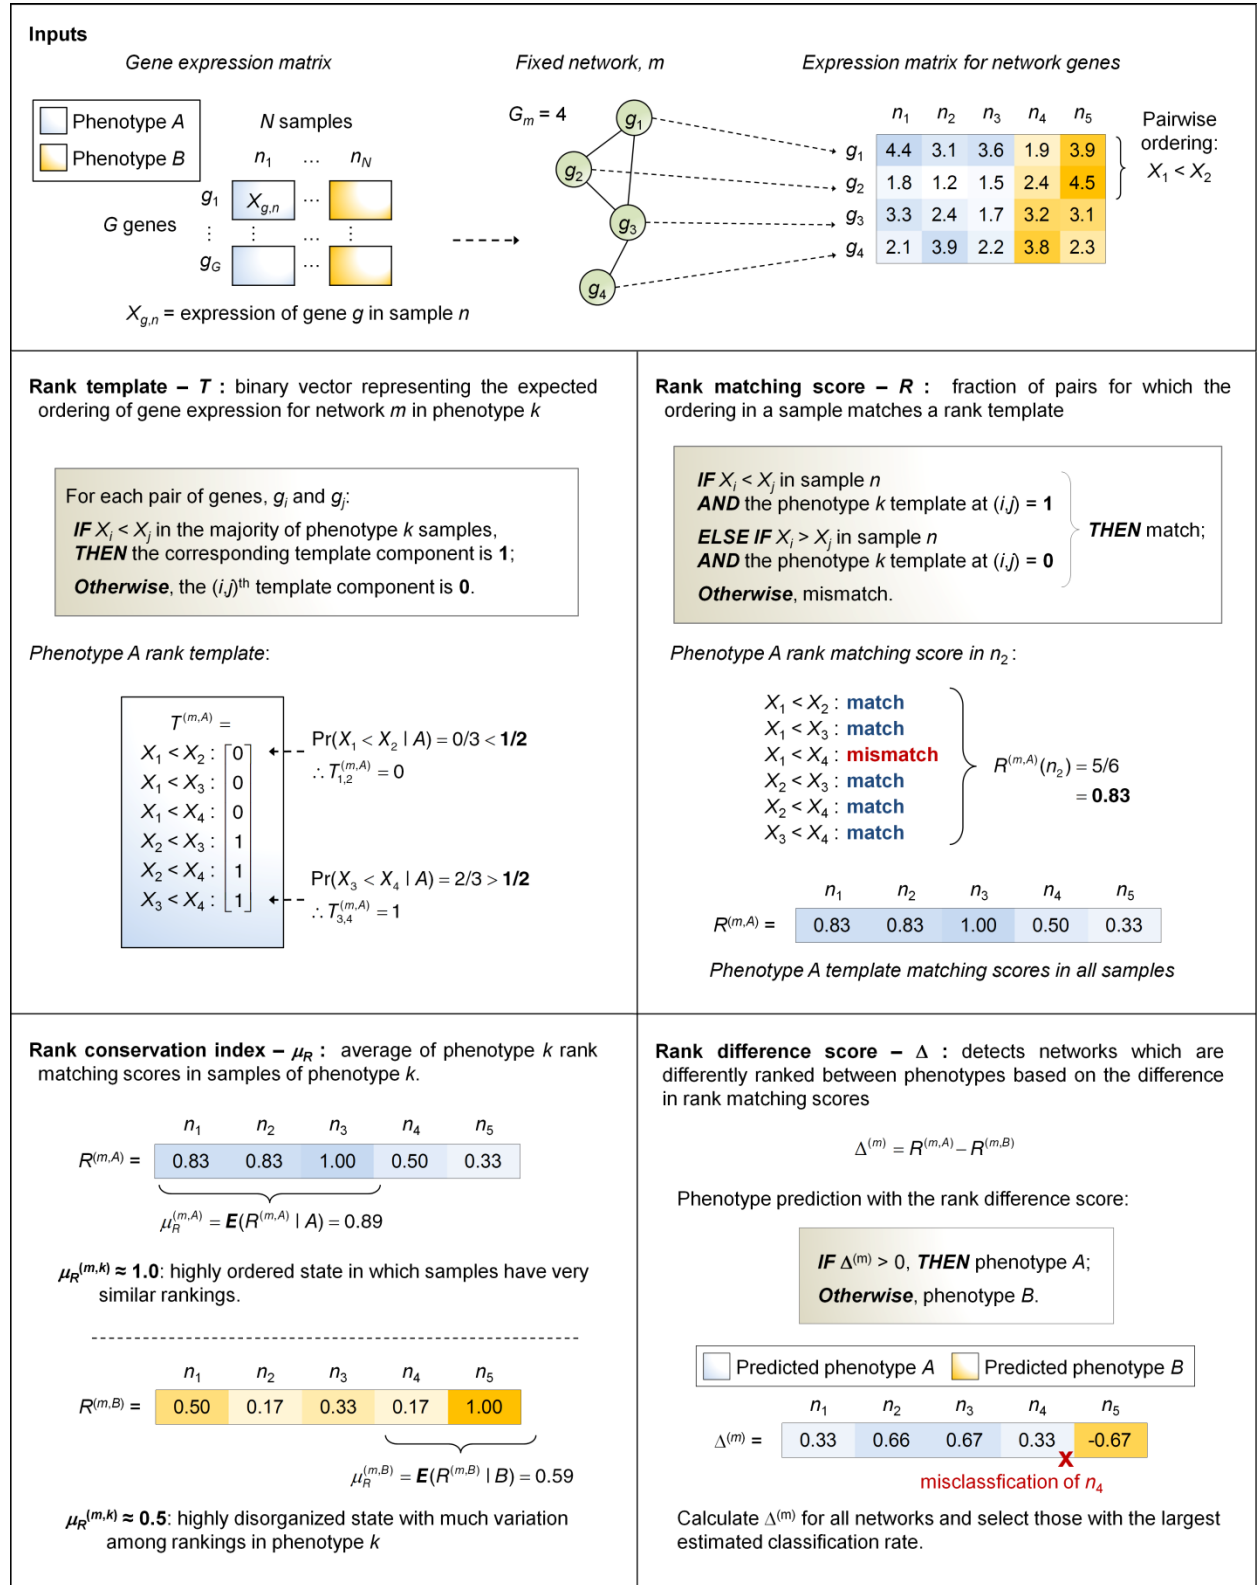 Inputs
Gene expression matrix
Phenotype A
Phenotype B
N samples
n1 ... nN
g1 Xg,n ...
G genes
⋮ ⋮ ⋮ ⋮
gG ...
Xg,n = expression of gene g in sample n
Fixed network, m
Gm = 4
g1
g2
g3
g4
Expression matrix for network genes
n1 n2 n3 n4 n5
g1 4.4 3.1 3.6 1.9 3.9
g2 1.8 1.2 1.5 2.4 4.5
g3 3.3 2.4 1.7 3.2 3.1
g4 2.1 3.9 2.2 3.8 2.3
Pairwise
ordering:
X1 < X2
Rank template – T : binary vector representing the expected
ordering of gene expression for network m in phenotype k
For each pair of genes, gi and gj:
IF Xi < Xj in the majority of phenotype k samples,
THEN the corresponding template component is 1;
Otherwise, the (i,j)th template component is 0.
Phenotype A rank template:
T(m,A) =
X1 < X2 : [0]
X1 < X3 : [0]
X1 < X4 : [0]
X2 < X3 : [1]
X2 < X4 : [1]
X3 < X4 : [1]
Pr(X1 < X2 | A) = 0/3 < 1/2
∴ T1,2(m,A) = 0
Pr(X3 < X4 | A) = 2/3 > 1/2
∴ T3,4(m,A) = 1
Rank matching score – R : fraction of pairs for which the
ordering in a sample matches a rank template
IF Xi < Xj in sample n
AND the phenotype k template at (i,j) = 1
ELSE IF Xi > Xj in sample n
AND the phenotype k template at (i,j) = 0
THEN match;
Otherwise, mismatch.
Phenotype A rank matching score in n2 :
X1 < X2 : match
X1 < X3 : match
X1 < X4 : mismatch
X2 < X3 : match
X2 < X4 : match
X3 < X4 : match
R(m,A)(n2) = 5/6
= 0.83
n1 n2 n3 n4 n5
R(m,A) = 0.83 0.83 1.00 0.50 0.33
Phenotype A template matching scores in all samples
Rank conservation index – μR : average of phenotype k rank
matching scores in samples of phenotype k.
n1 n2 n3 n4 n5
R(m,A) = 0.83 0.83 1.00 0.50 0.33
μR(m,A) = E(R(m,A) | A) = 0.89
μR(m,k) ≈ 1.0: highly ordered state in which samples have very
similar rankings.
n1 n2 n3 n4 n5
R(m,B) = 0.50 0.17 0.33 0.17 1.00
μR(m,B) = E(R(m,B) | B) = 0.59
μR(m,k) ≈ 0.5: highly disorganized state with much variation
among rankings in phenotype k
Rank difference score – Δ : detects networks which are
differently ranked between phenotypes based on the difference
in rank matching scores
Δ(m) = R(m,A) – R(m,B)
Phenotype prediction with the rank difference score:
IF Δ(m) > 0, THEN phenotype A;
Otherwise, phenotype B.
Predicted phenotype A Predicted phenotype B
n1 n2 n3 n4 n5
Δ(m) = 0.33 0.66 0.67 0.33 -0.67
X
misclassfication of n4
Calculate Δ(m) for all networks and select those with the largest
estimated classification rate.